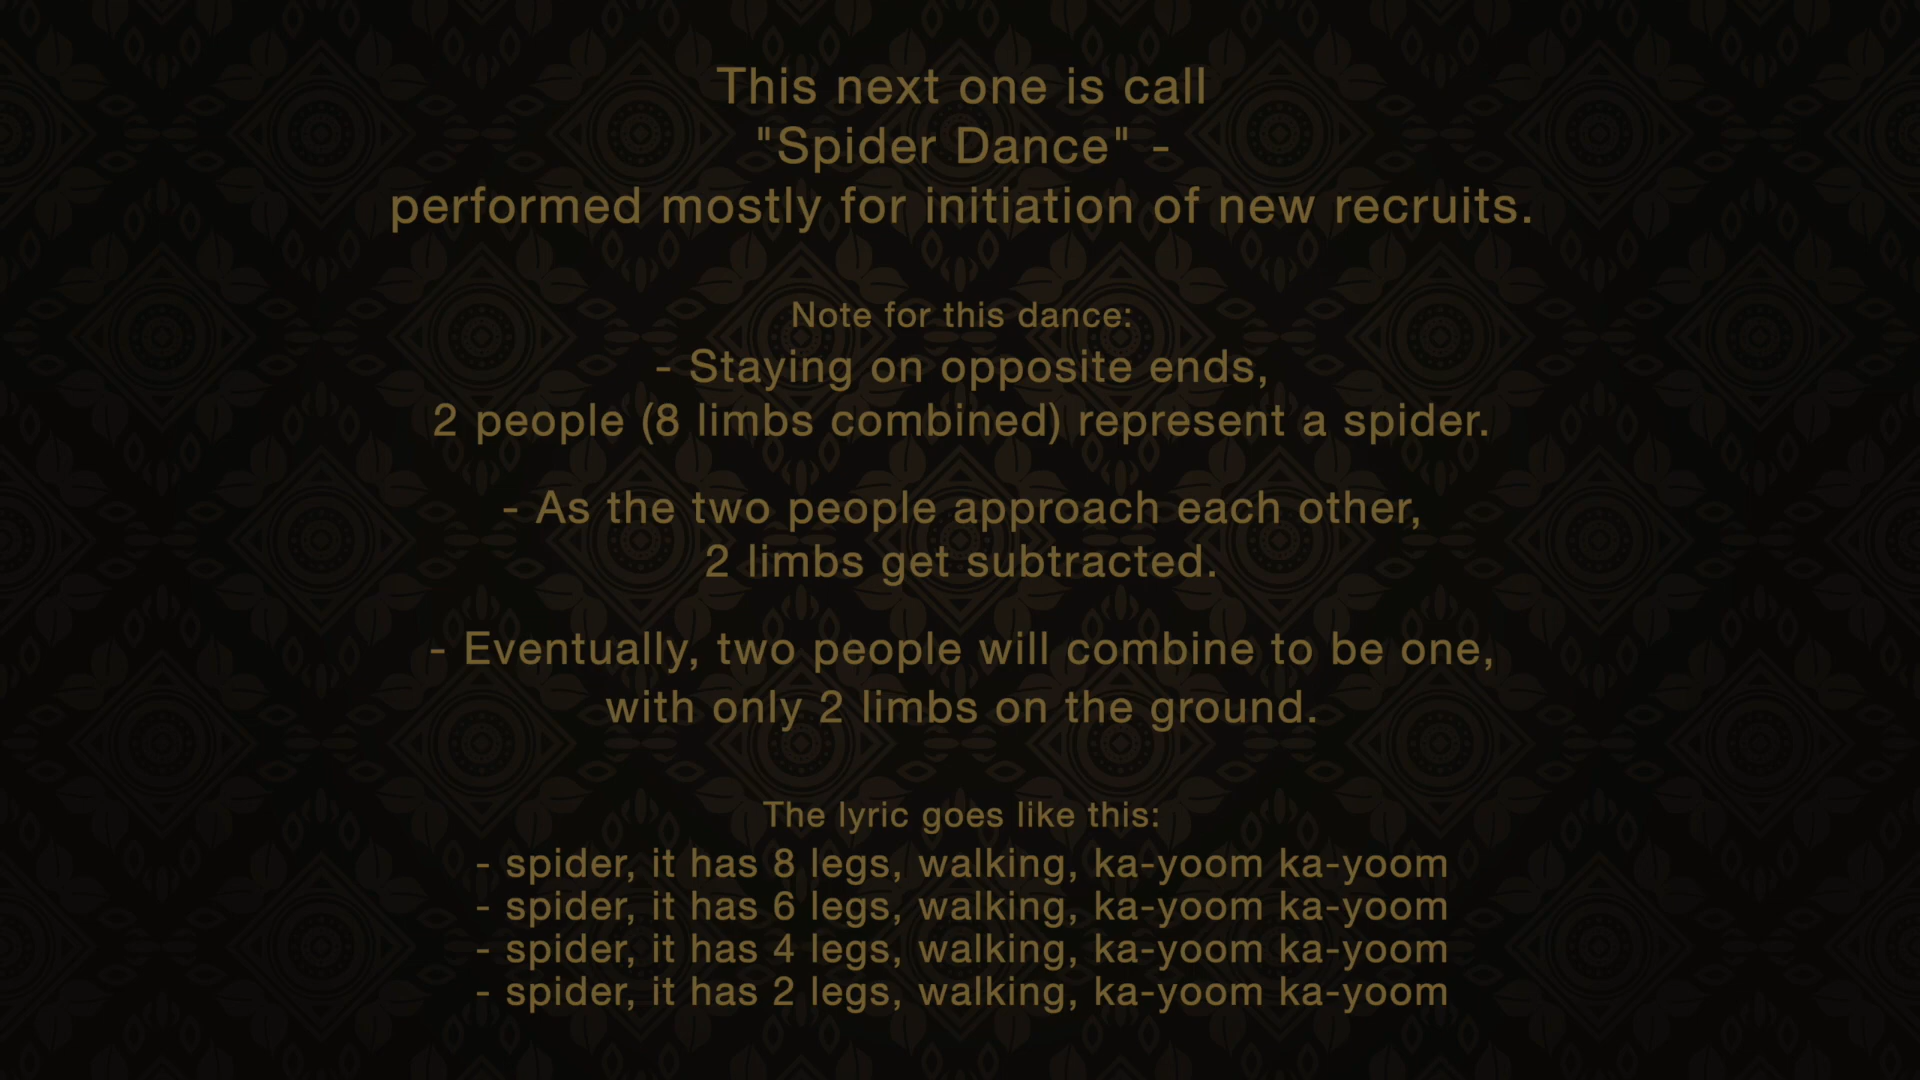 This next one is call
"Spider Dance" -
performed mostly for initiation of new recruits.
Note for this dance:
- Staying on opposite ends,
2 people (8 limbs combined) represent a spider.
- As the two people approach each other,
2 limbs get subtracted.
- Eventually, two people will combine to be one,
with only 2 limbs on the ground.
The lyric goes like this:
- spider, it has 8 legs, walking, ka-yoom ka-yoom
- spider, it has 6 legs, walking, ka-yoom ka-yoom
- spider, it has 4 legs, walking, ka-yoom ka-yoom
- spider, it has 2 legs, walking, ka-yoom ka-yoom